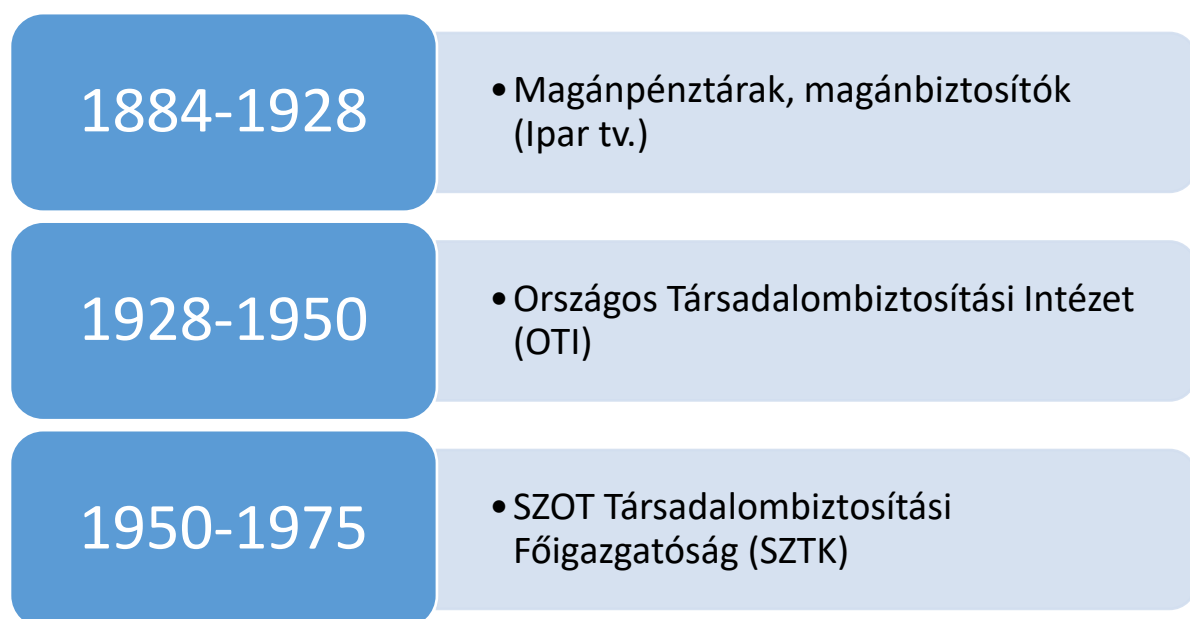 1884-1928
• Magánpénztárak, magánbiztosítók
(Ipar tv.)
1928-1950
• Országos Társadalombiztosítási Intézet
(OTI)
1950-1975
• SZOT Társadalombiztosítási
Főigazgatóság (SZTK)